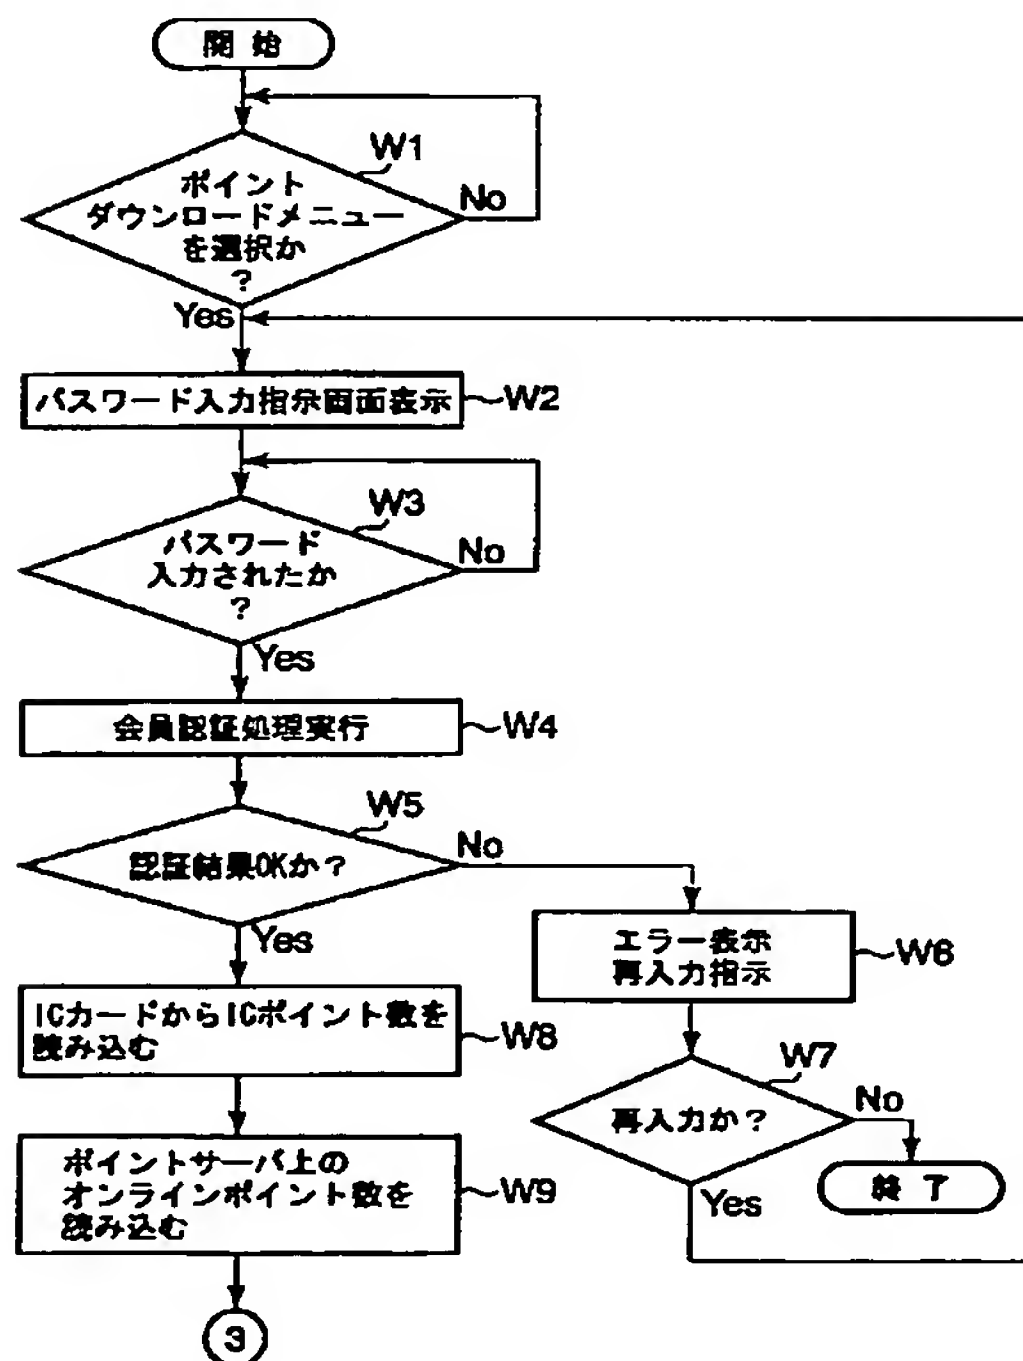 開始
W1
ポイント
ダウンロードメニュー
を選択か
?
No
Yes
パスワード入力指示画面表示
W2
W3
パスワード
入力されたか
?
No
Yes
会員認証処理実行
W4
W5
認証結果OKか?
No
Yes
エラー表示
再入力指示
W6
ICカードからICポイント数を
読み込む
W8
W7
再入力か?
No
終了
Yes
ポイントサーバ上の
オンラインポイント数を
読み込む
W9
3